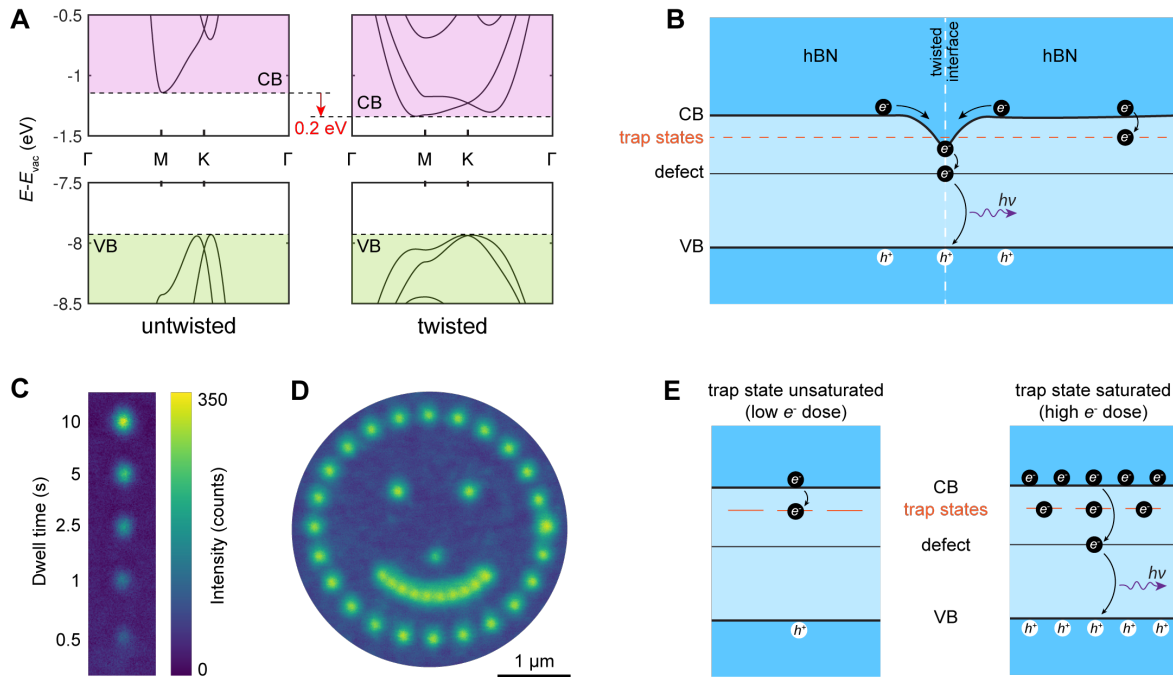 A
-0.5
-1
-1.5
CB
CB
0.2 eV
Γ
M
K
Γ
Γ
M
K
Γ
E-Evac (eV)
-7.5
-8
-8.5
VB
VB
untwisted
twisted
B
hBN
twisted
interface
hBN
CB
e-
e-
e-
trap states
e-
e-
defect
e-
hν
VB
h+
h+
h+
C
Dwell time (s)
10
5
2.5
1
0.5
350
Intensity (counts)
0
D
1 μm
E
trap state unsaturated
(low e- dose)
trap state saturated
(high e- dose)
e-
e-
CB
trap states
defect
VB
h+
e-
e-
e-
e-
e-
e-
e-
e-
e-
hν
h+
h+
h+
h+
h+